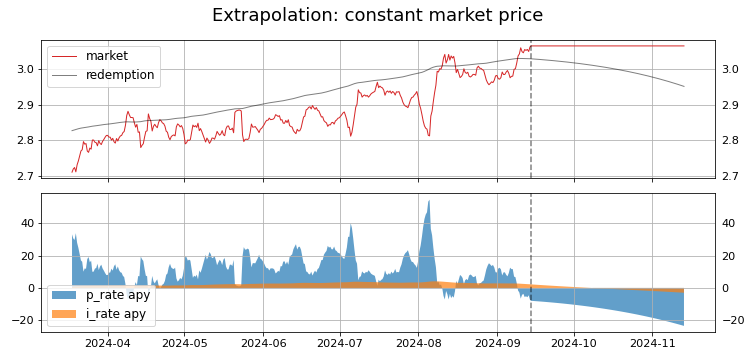 Extrapolation: constant market price
market
redemption
3.0 3.0
2.9 2.9
2.8 2.8
2.7 2.7
40 40
20 20
0 0
−20 −20
p_rate apy
i_rate apy
2024-04 2024-05 2024-06 2024-07 2024-08 2024-09 2024-10 2024-11